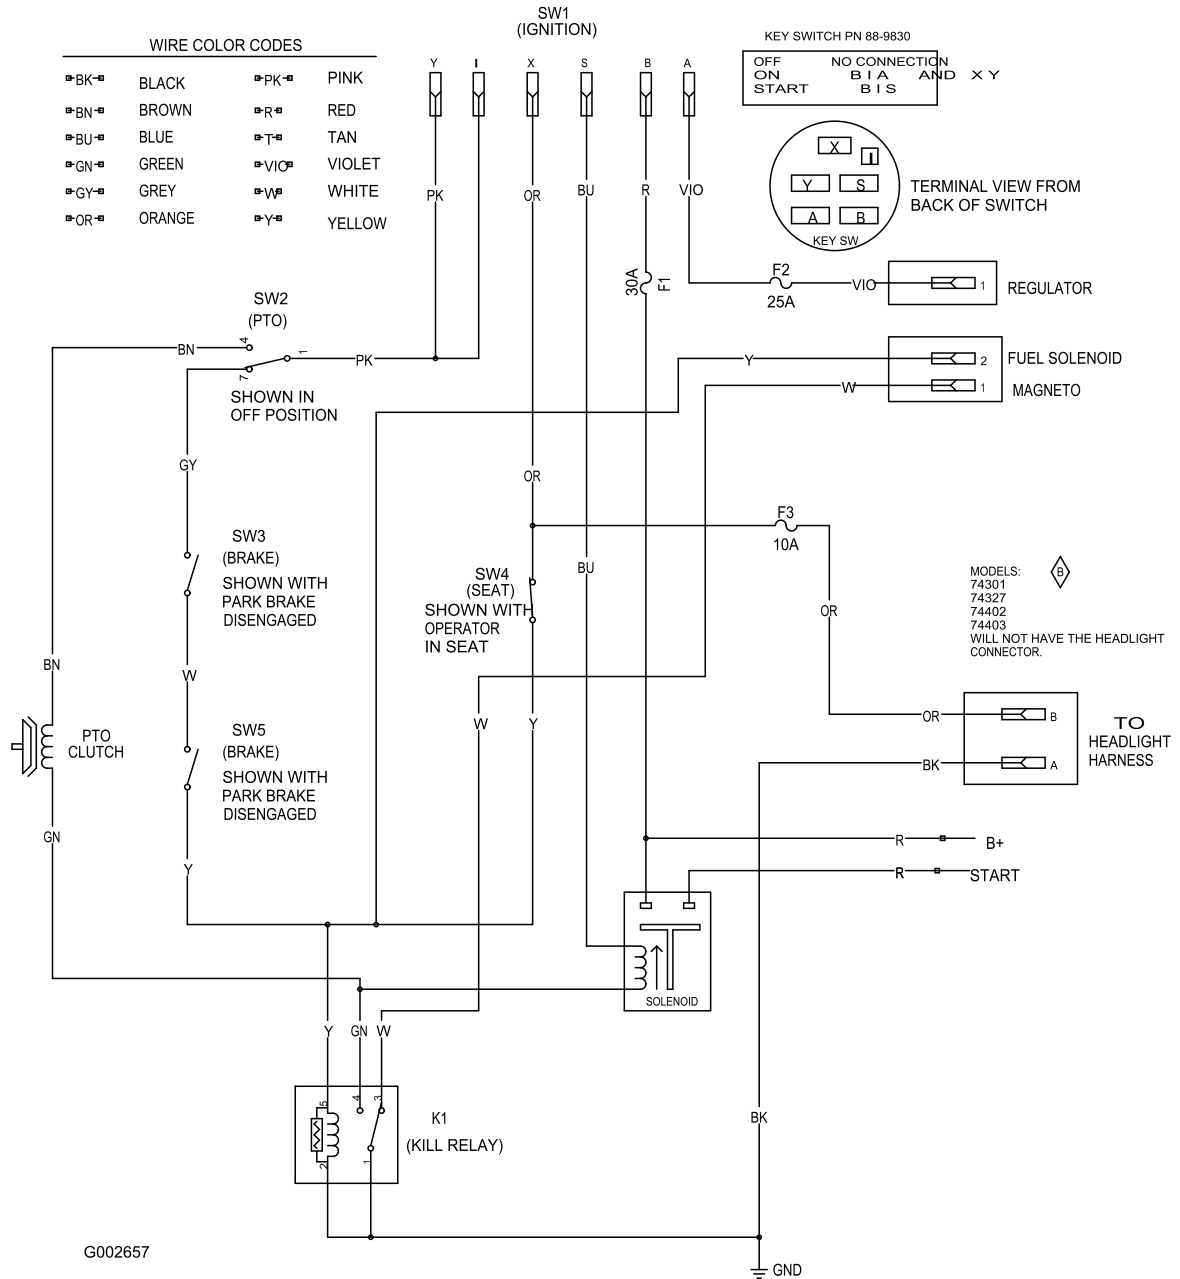 SW1
(IGNITION)
WIRE COLOR CODES
BK BLACK PK PINK
BN BROWN R RED
BU BLUE T TAN
GN GREEN VIO VIOLET
GY GREY W WHITE
OR ORANGE Y YELLOW
Y I X S B A
KEY SWITCH PN 88-9830
OFF NO CONNECTION
ON B I A AND X Y
START B I S
X
I
Y S
A B
KEY SW
TERMINAL VIEW FROM
BACK OF SWITCH
PK OR BU R VIO
30A
F1
F2
25A
VIO
1
REGULATOR
SW2
(PTO)
4
1
7
BN
PK
SHOWN IN
OFF POSITION
Y
2
FUEL SOLENOID
W
1
MAGNETO
GY
OR
F3
10A
SW3
(BRAKE)
SHOWN WITH
PARK BRAKE
DISENGAGED
SW4
(SEAT)
SHOWN WITH
OPERATOR
IN SEAT
BU
OR
MODELS:
74301
74327
74402
74403
WILL NOT HAVE THE HEADLIGHT
CONNECTOR.
B
BN
W
PTO
CLUTCH
SW5
(BRAKE)
SHOWN WITH
PARK BRAKE
DISENGAGED
W
Y
OR
B
BK
A
TO
HEADLIGHT
HARNESS
GN
Y
R
B+
R
START
SOLENOID
Y GN W
5
4
3
2
1
K1
(KILL RELAY)
BK
G002657
GND